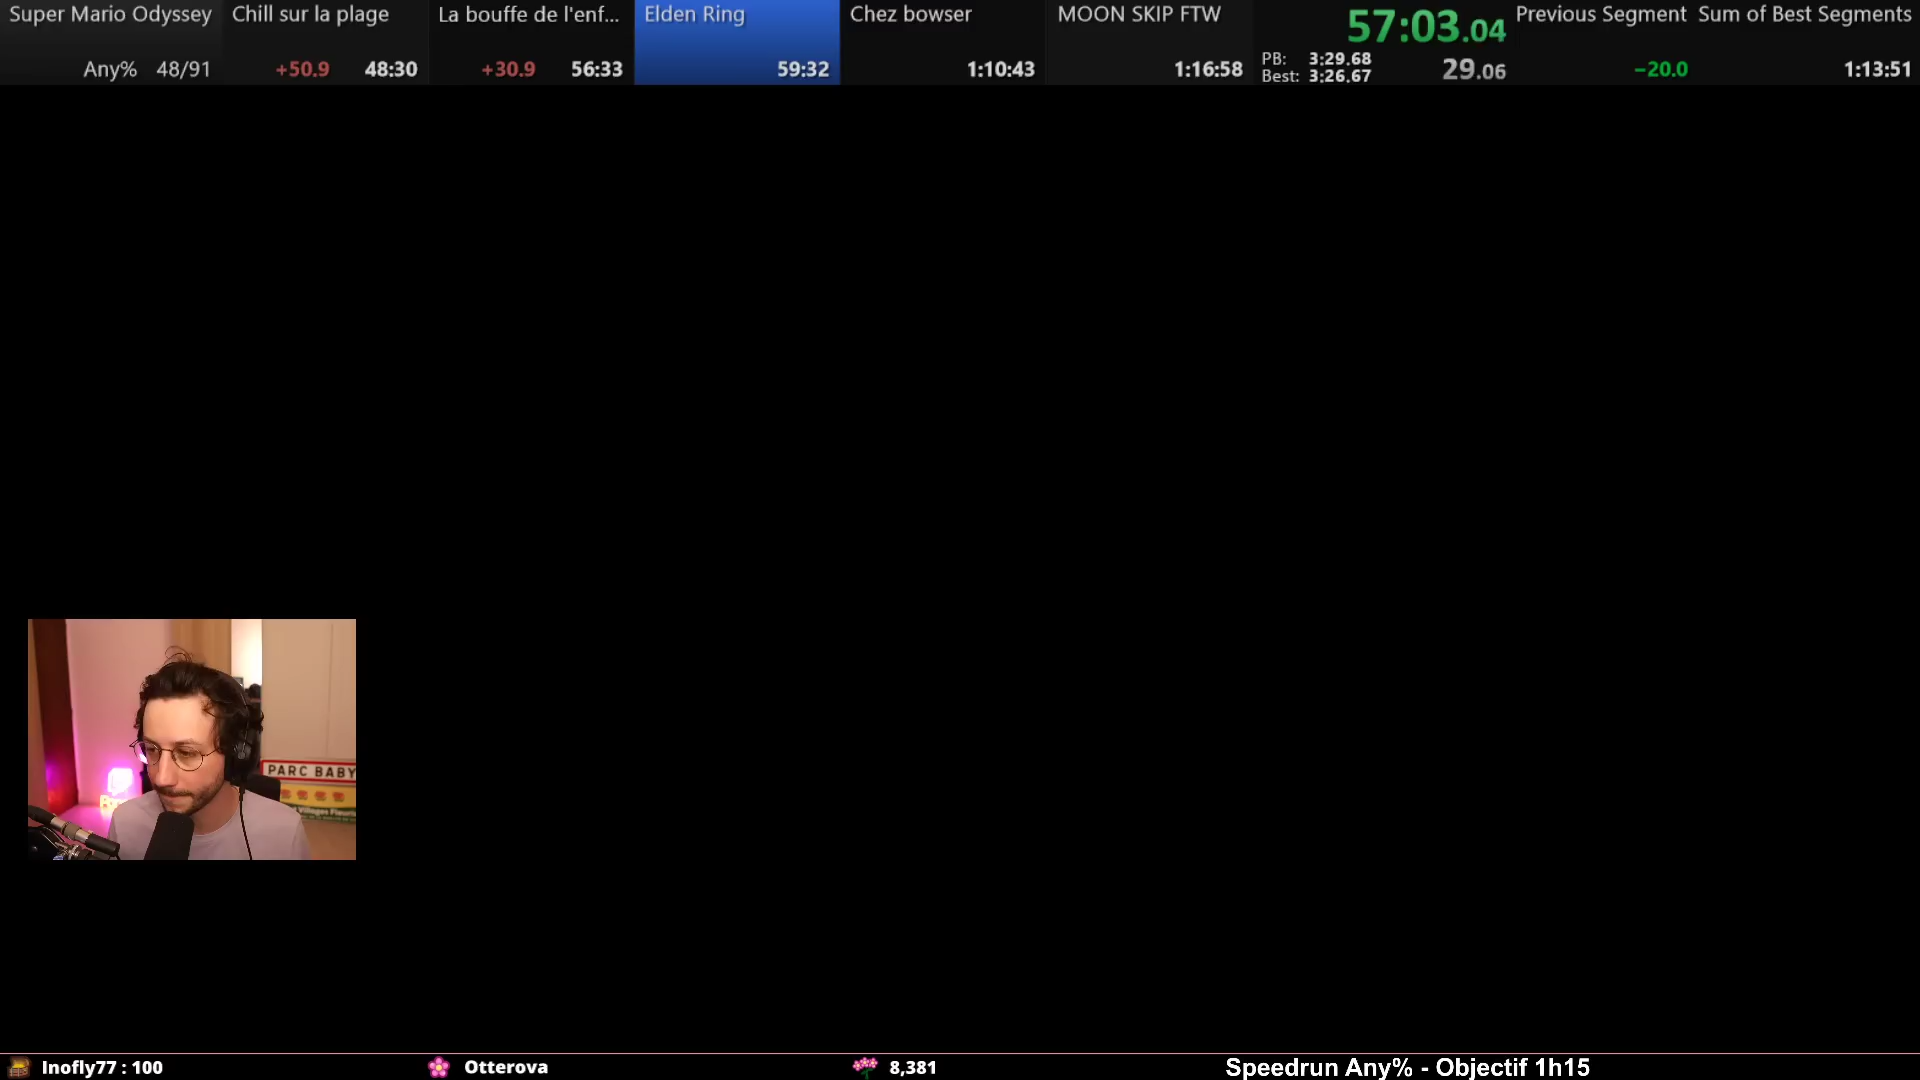 Super Mario Odyssey
Any% 48/91
Chill sur la plage
+50.9 48:30
La bouffe de l'enf...
+30.9 56:33
Elden Ring
59:32
Chez bowser
1:10:43
MOON SKIP FTW
1:16:58
57:03.04
PB: 3:29.68
Best: 3:26.67
29.06
Previous Segment
−20.0
Sum of Best Segments
1:13:51
PARC BABY
Villages Fleuris
Inofly77 : 100
Otterova
8,381
Speedrun Any% - Objectif 1h15